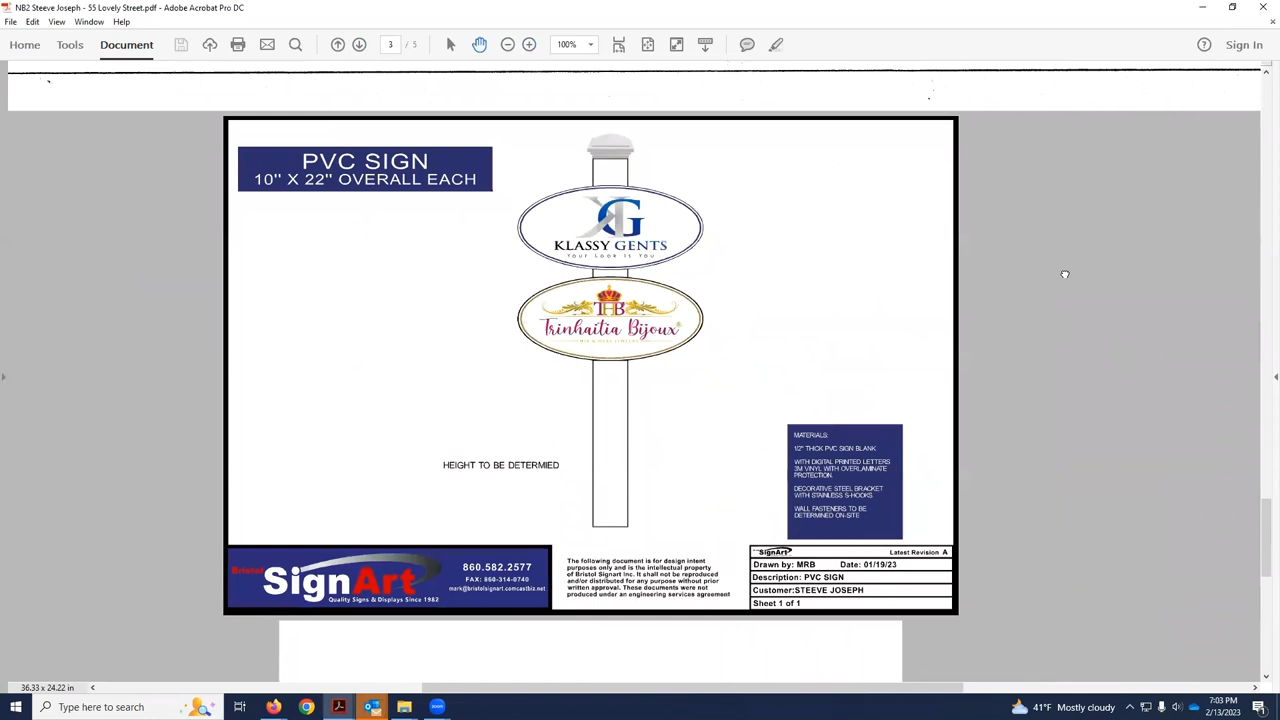 NB2 Steeve Joseph - 55 Lovely Street.pdf - Adobe Acrobat Pro DC
File Edit View Window Help
Home Tools Document 3 / 5 100% Sign In
PVC SIGN
10" X 22" OVERALL EACH
KG
KLASSY GENTS
Your Look Is You
THB
Trinhaitia Bijoux
HEIGHT TO BE DETERMIED
MATERIALS:
1/2" THICK PVC SIGN BLANK
WITH DIGITAL PRINTED LETTERS
3M VINYL WITH OVERLAMINATE
PROTECTION.
DECORATIVE STEEL BRACKET
WITH STAINLESS S-HOOKS
WALL FASTENERS TO BE
DETERMINED ON-SITE
Bristol
SignArt
Quality Signs & Displays Since 1982
860.582.2577
FAX: 860-314-0740
mark@bristolsignart.comcastbiz.net
The following document is for design intent
purposes only and is the intellectual property
of Bristol Signart Inc. It shall not be reproduced
and/or distributed for any purpose without prior
written approval. These documents were not
produced under an engineering services agreement
SignArt Latest Revision A
Drawn by: MRB Date: 01/19/23
Description: PVC SIGN
Customer:STEEVE JOSEPH
Sheet 1 of 1
36.33 x 24.22 in
Type here to search
zoom
41°F Mostly cloudy
7:03 PM
2/13/2023